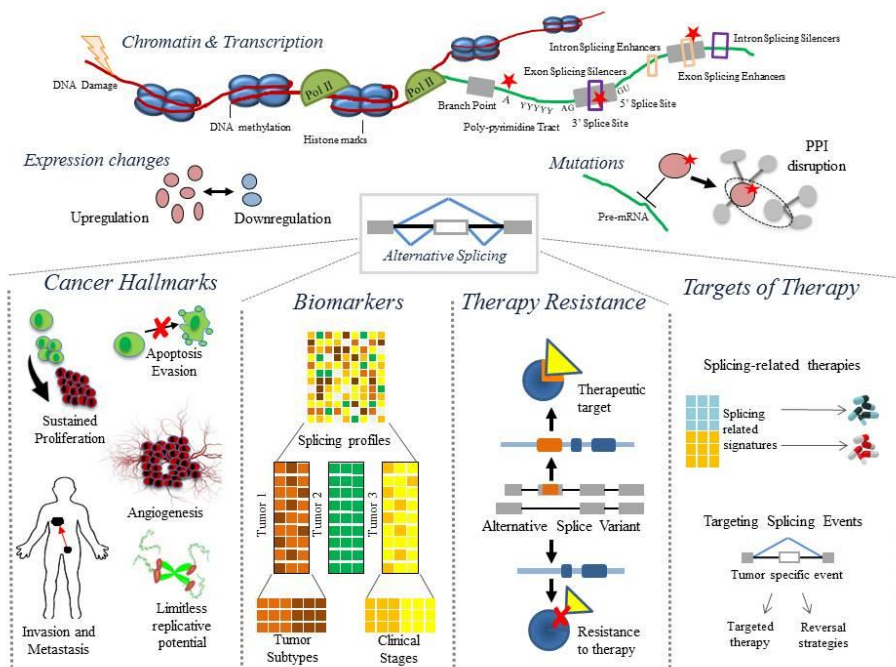 Chromatin & Transcription
DNA Damage
Pol II
Pol II
DNA methylation
Histone marks
Intron Splicing Enhancers
Intron Splicing Silencers
Exon Splicing Silencers
Exon Splicing Enhancers
Branch Point
A
YYYYY
AG
GU
5' Splice Site
3' Splice Site
Poly-pyrimidine Tract
Expression changes
Upregulation
Downregulation
Mutations
PPI
disruption
Pre-mRNA
Alternative Splicing
Cancer Hallmarks
Apoptosis
Evasion
Sustained
Proliferation
Angiogenesis
Invasion and
Metastasis
Limitless
replicative
potential
Biomarkers
Splicing profiles
Tumor 1
Tumor 2
Tumor 3
Tumor
Subtypes
Clinical
Stages
Therapy Resistance
Therapeutic
target
Alternative Splice Variant
Resistance
to therapy
Targets of Therapy
Splicing-related therapies
Splicing
related
signatures
Targeting Splicing Events
Tumor specific event
Targeted
therapy
Reversal
strategies